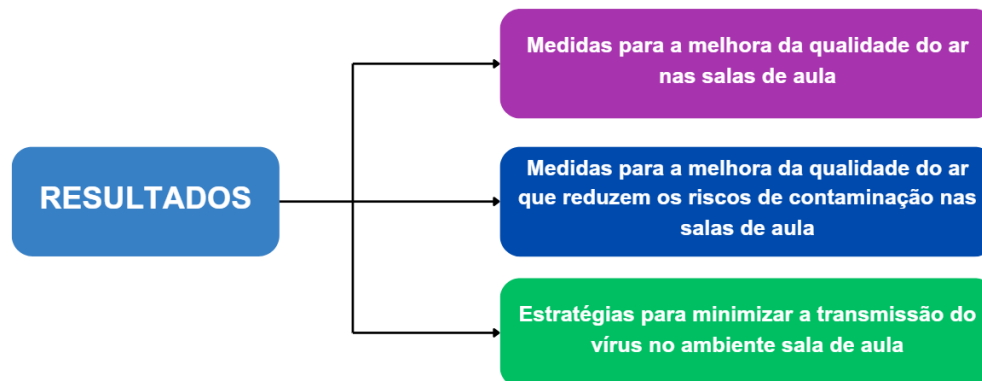 RESULTADOS
Medidas para a melhora da qualidade do ar
nas salas de aula
Medidas para a melhora da qualidade do ar
que reduzem os riscos de contaminação nas
salas de aula
Estratégias para minimizar a transmissão do
vírus no ambiente sala de aula